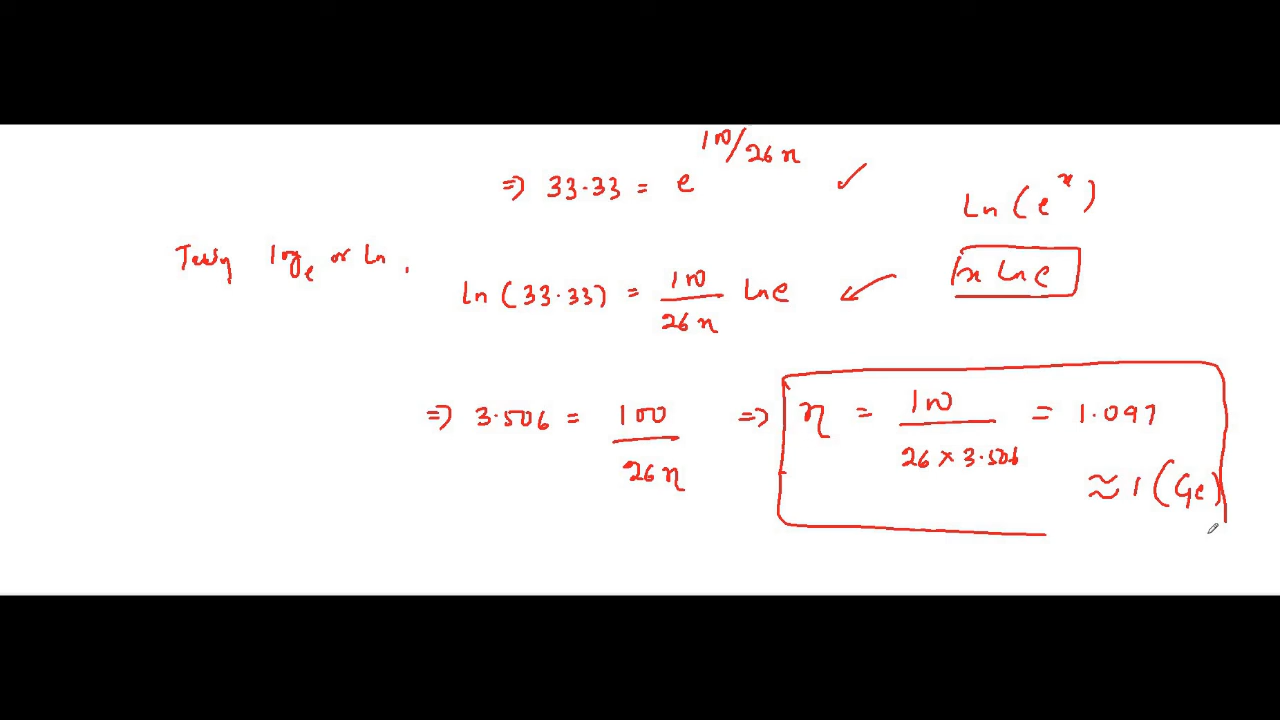 ⇒ 33.33 = e^(100/26η) ✓
Ln (e^x)
log_e or ln,
x ln e
ln (33.33) = 100/26η ln e
⇒ 3.506 = 100/26η ⇒ η = 100/(26 × 3.506) = 1.097
≈ 1 (Ge)